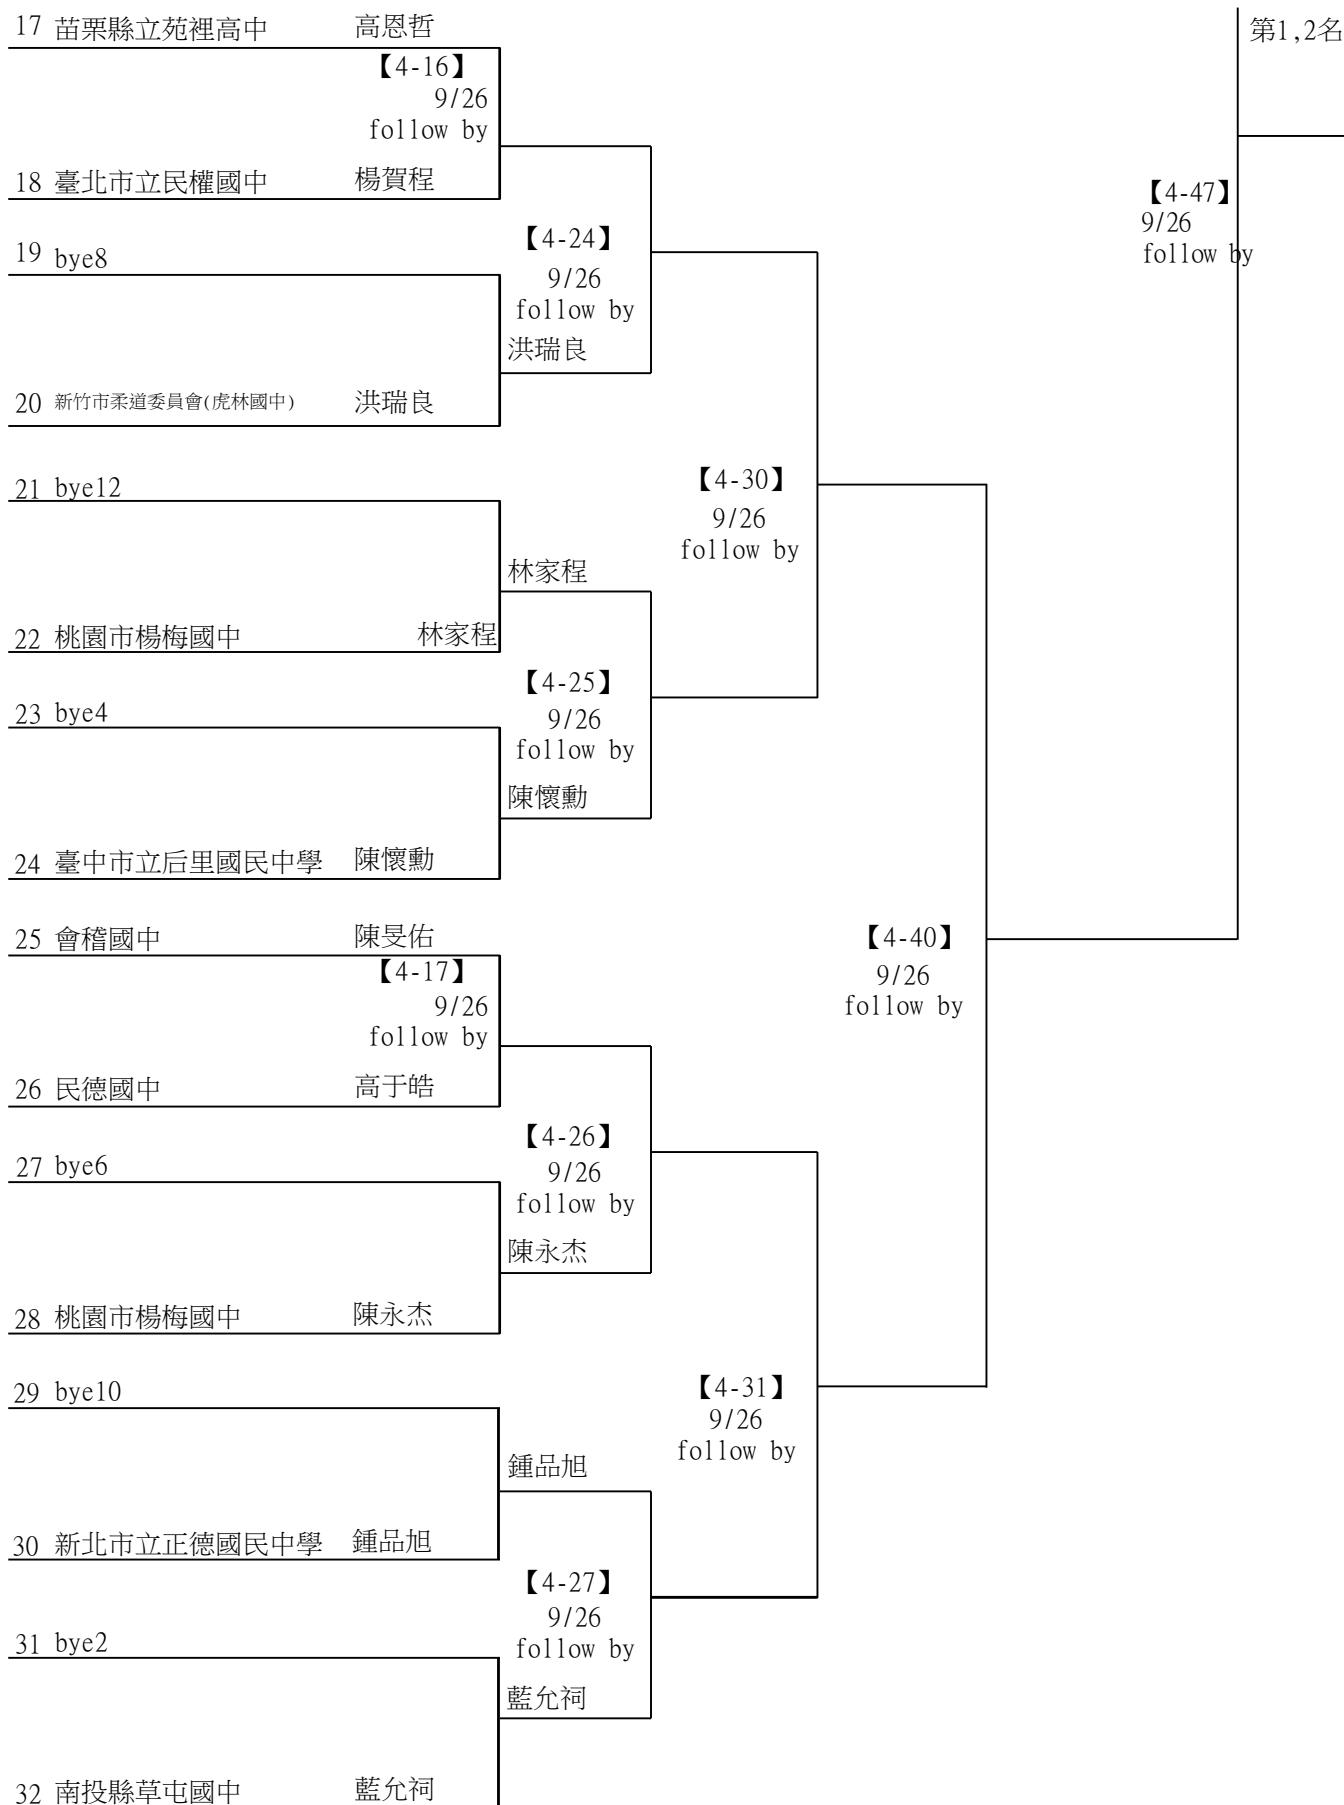 17 苗栗縣立苑裡高中 高恩哲
第1,2名
【4-16】
9/26
follow by
18 臺北市立民權國中 楊賀程
【4-47】
9/26
follow by
【4-24】
9/26
follow by
19 bye8
洪瑞良
20 新竹市柔道委員會(虎林國中) 洪瑞良
21 bye12
【4-30】
9/26
follow by
林家程
22 桃園市楊梅國中 林家程
【4-25】
9/26
follow by
23 bye4
陳懷勳
24 臺中市立后里國民中學 陳懷勳
25 會稽國中 陳旻佑
【4-40】
9/26
follow by
【4-17】
9/26
follow by
26 民德國中 高于皓
【4-26】
9/26
follow by
27 bye6
陳永杰
28 桃園市楊梅國中 陳永杰
29 bye10
【4-31】
9/26
follow by
鍾品旭
30 新北市立正德國民中學 鍾品旭
【4-27】
9/26
follow by
31 bye2
藍允祠
32 南投縣草屯國中 藍允祠